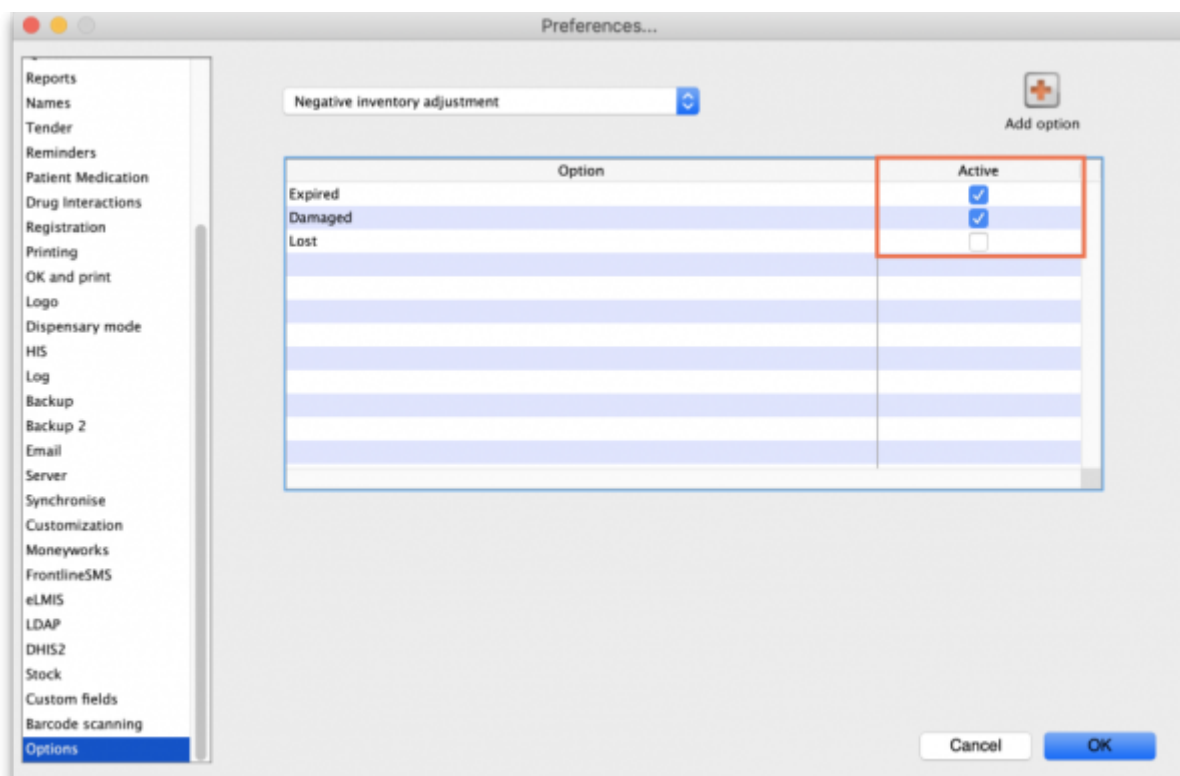 Preferences...
Reports
Names
Tender
Reminders
Patient Medication
Drug Interactions
Registration
Printing
OK and print
Logo
Dispensary mode
HIS
Log
Backup
Backup 2
Email
Server
Synchronise
Customization
Moneyworks
FrontlineSMS
eLMIS
LDAP
DHIS2
Stock
Custom fields
Barcode scanning
Options
Negative inventory adjustment
Add option
Option Active
Expired
Damaged
Lost
Cancel OK